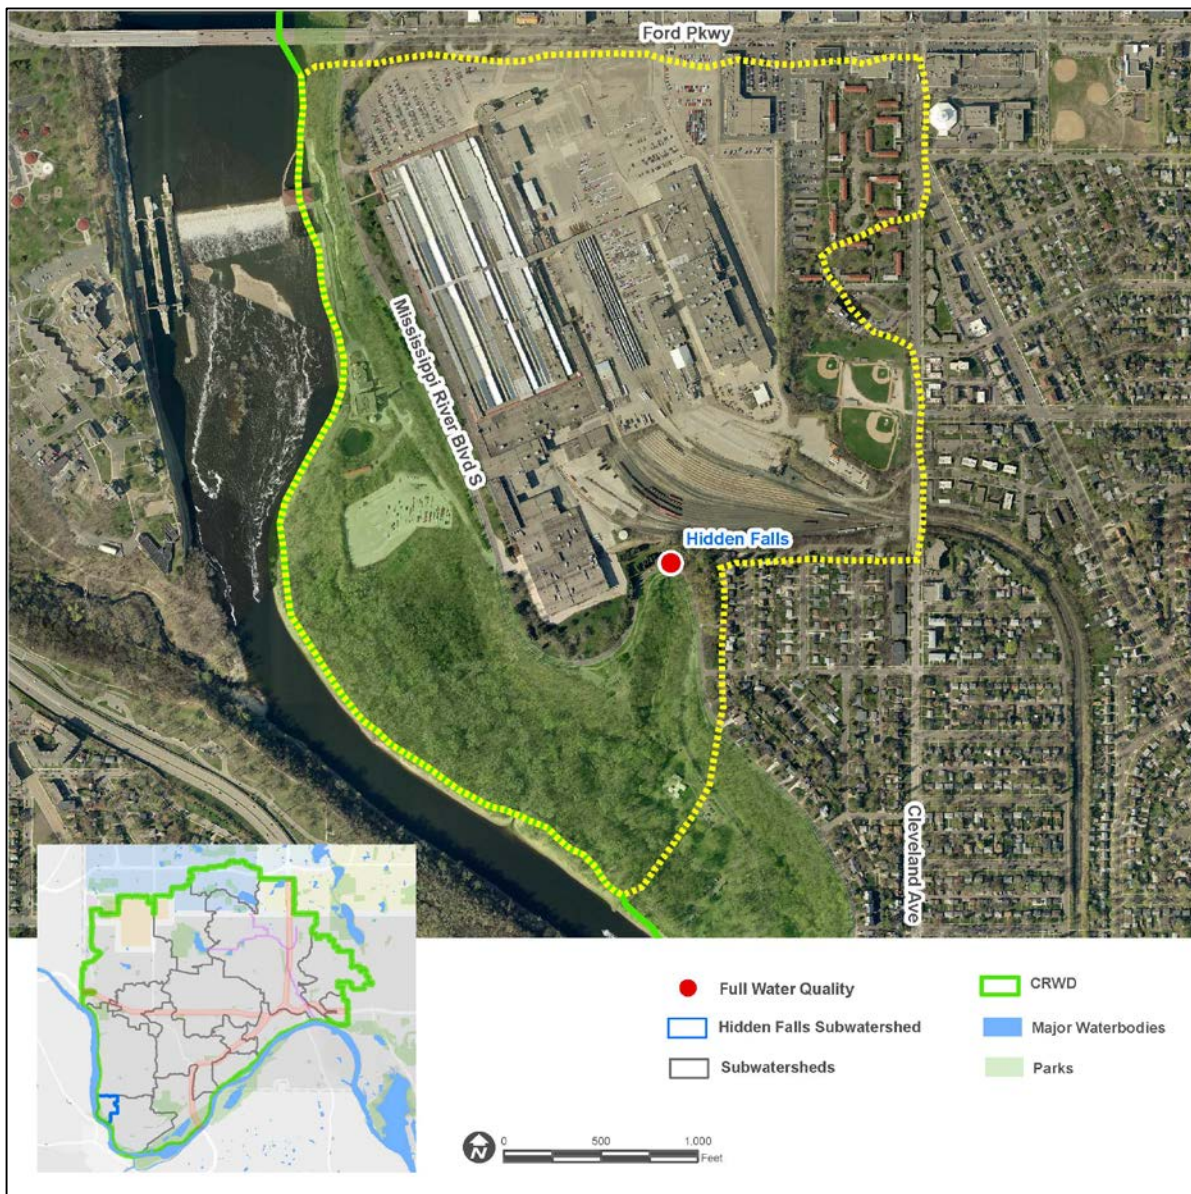 Ford Pkwy
Mississippi River Blvd S
Hidden Falls
Cleveland Ave
Full Water Quality
Hidden Falls Subwatershed
Subwatersheds
CRWD
Major Waterbodies
Parks
N
0 500 1,000
Feet